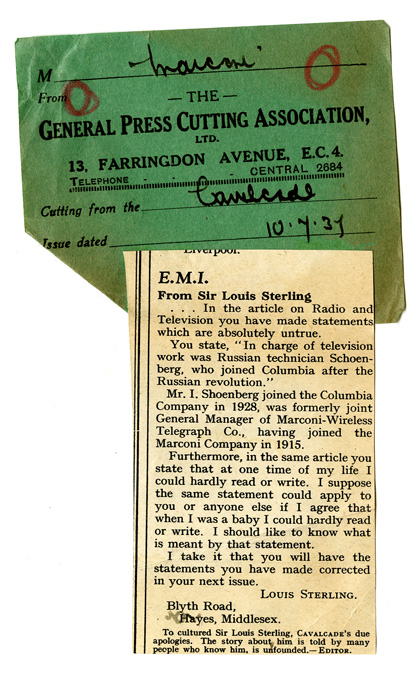 M Marconi
From
— THE —
GENERAL PRESS CUTTING ASSOCIATION,
LTD.
13, FARRINGDON AVENUE, E.C. 4.
TELEPHONE - - - CENTRAL 2684
Cutting from the Cavalcade
Issue dated 10.7.37
Liverpool.
E.M.I.
From Sir Louis Sterling
. . . In the article on Radio and
Television you have made statements
which are absolutely untrue.
You state, "In charge of television
work was Russian technician Schoen-
berg, who joined Columbia after the
Russian revolution."
Mr. I. Shoenberg joined the Columbia
Company in 1928, was formerly joint
General Manager of Marconi-Wireless
Telegraph Co., having joined the
Marconi Company in 1915.
Furthermore, in the same article you
state that at one time of my life I
could hardly read or write. I suppose
the same statement could apply to
you or anyone else if I agree that
when I was a baby I could hardly read
or write. I should like to know what
is meant by that statement.
I take it that you will have the
statements you have made corrected
in your next issue.
LOUIS STERLING.
Blyth Road,
Hayes, Middlesex.
To cultured Sir Louis Sterling, CAVALCADE'S due
apologies. The story about him is told by many
people who know him, is unfounded.—EDITOR.